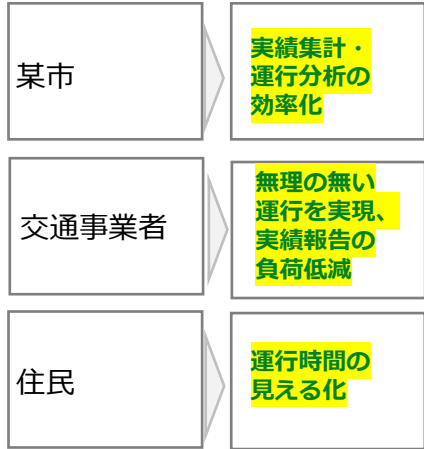 某市
実績集計・
運行分析の
効率化
交通事業者
無理の無い
運行を実現、
実績報告の
負荷低減
住民
運行時間の
見える化